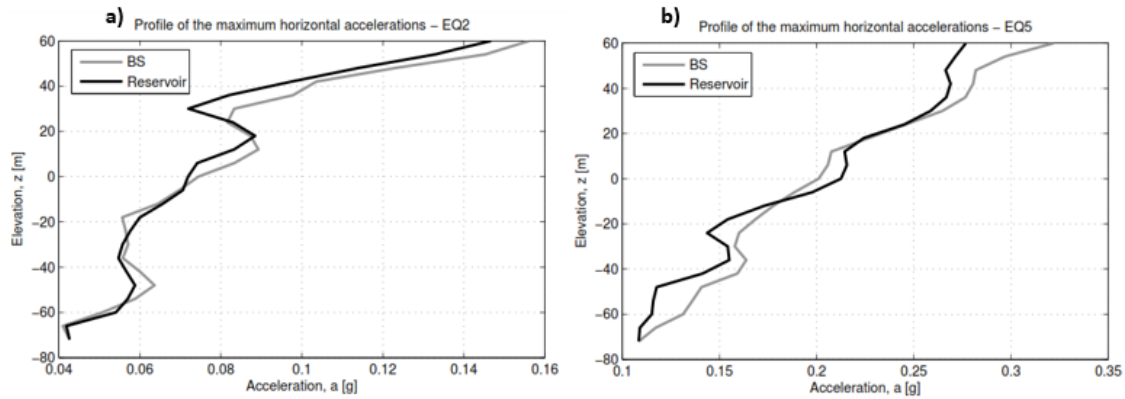 a)
Profile of the maximum horizontal accelerations – EQ2
BS
Reservoir
60
40
20
0
−20
−40
−60
−80
Elevation, z [m]
0.04 0.06 0.08 0.1 0.12 0.14 0.16
Acceleration, a [g]
b)
Profile of the maximum horizontal accelerations – EQ5
BS
Reservoir
60
40
20
0
−20
−40
−60
−80
Elevation, z [m]
0.1 0.15 0.2 0.25 0.3 0.35
Acceleration, a [g]